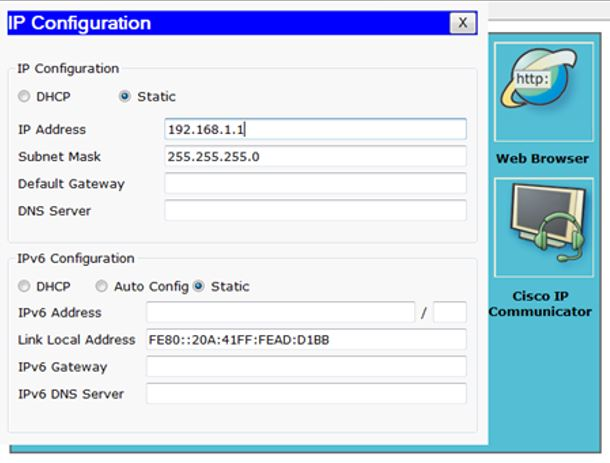 IP Configuration
X
IP Configuration
DHCP
Static
IP Address
192.168.1.1
Subnet Mask
255.255.255.0
Default Gateway
DNS Server
IPv6 Configuration
DHCP
Auto Config
Static
IPv6 Address
/
Link Local Address
FE80::20A:41FF:FEAD:D1BB
IPv6 Gateway
IPv6 DNS Server
http:
Web Browser
Cisco IP
Communicator